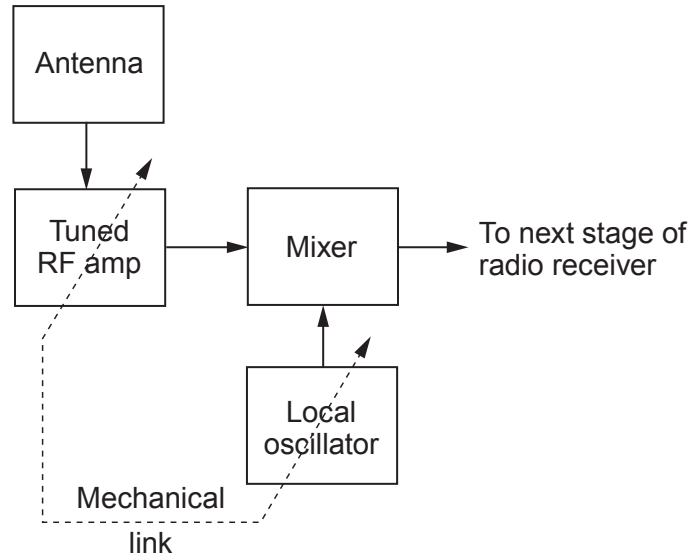 Antenna
Tuned
RF amp
Mixer
To next stage of
radio receiver
Local
oscillator
Mechanical
link